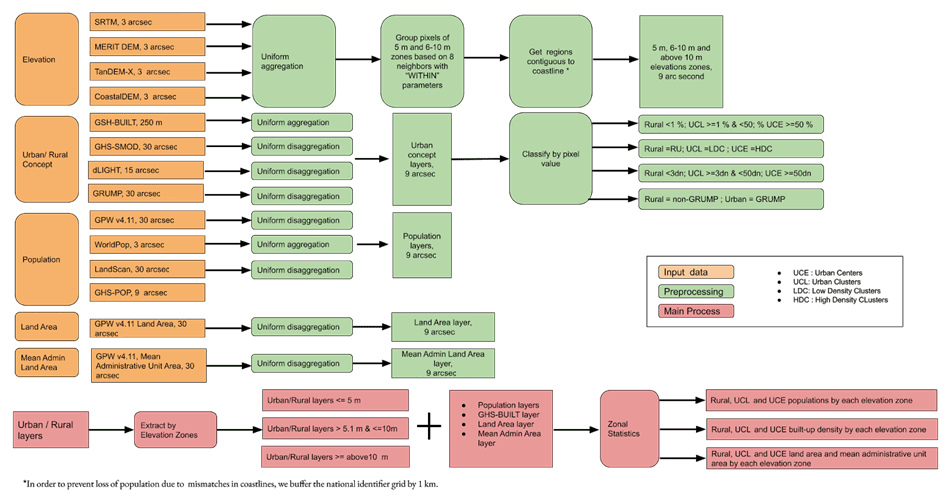 Elevation
SRTM, 3 arcsec
MERIT DEM, 3 arcsec
TanDEM-X, 3 arcsec
CoastalDEM, 3 arcsec
Uniform
aggregation
Group pixels of
5 m and 6-10 m
zones based on 8
neighbors with
"WITHIN"
parameters
Get regions
contiguous to
coastline *
5 m, 6-10 m and
above 10 m
elevations zones,
9 arc second
Urban/ Rural
Concept
GSH-BUILT, 250 m
GHS-SMOD, 30 arcsec
dLIGHT, 15 arcsec
GRUMP, 30 arcsec
Uniform aggregation
Uniform disaggregation
Uniform disaggregation
Uniform disaggregation
Urban
concept
layers,
9 arcsec
Classify by pixel
value
Rural <1 %; UCL >=1 % & <50; % UCE >=50 %
Rural =RU; UCL =LDC ; UCE =HDC
Rural <3dn; UCL >=3dn & <50dn; UCE >=50dn
Rural = non-GRUMP ; Urban = GRUMP
Population
GPW v4.11, 30 arcsec
WorldPop, 3 arcsec
LandScan, 30 arcsec
GHS-POP, 9 arcsec
Uniform disaggregation
Uniform aggregation
Uniform disaggregation
Population
layers,
9 arcsec
Input data
Preprocessing
Main Process
● UCE : Urban Centers
● UCL: Urban Clusters
● LDC: Low Density Clusters
● HDC : High Density CLusters
Land Area
GPW v4.11 Land Area, 30
arcsec
Uniform disaggregation
Land Area layer,
9 arcsec
Mean Admin
Land Area
GPW v4.11, Mean
Administrative Unit Area, 30
arcsec
Uniform disaggregation
Mean Admin Land Area
layer,
9 arcsec
Urban / Rural
layers
Extract by
Elevation Zones
Urban/Rural layers <= 5 m
Urban/Rural layers > 5.1 m & <=10m
Urban/Rural layers >= above10 m
+
● Population layers
● GHS-BUILT layer
● Land Area layer
● Mean Admin Area
layer
Zonal
Statistics
Rural, UCL and UCE populations by each elevation zone
Rural, UCL and UCE built-up density by each elevation zone
Rural, UCL and UCE land area and mean administrative unit
area by each elevation zone
*In order to prevent loss of population due to mismatches in coastlines, we buffer the national identifier grid by 1 km.